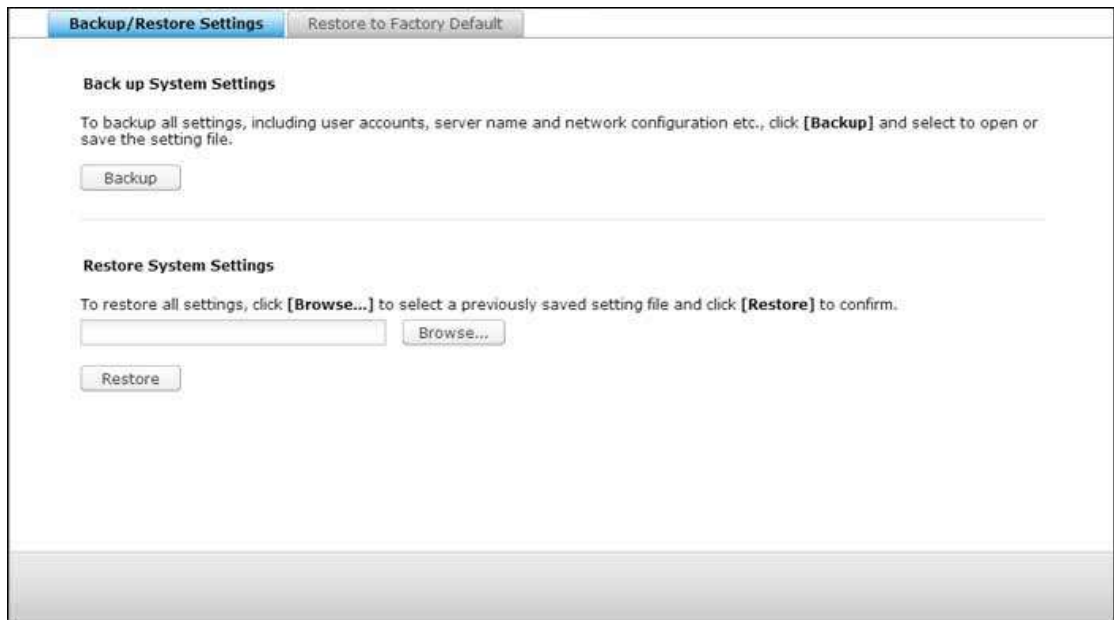 Backup/Restore Settings Restore to Factory Default
Back up System Settings
To backup all settings, including user accounts, server name and network configuration etc., click [Backup] and select to open or
save the setting file.
Backup
Restore System Settings
To restore all settings, click [Browse...] to select a previously saved setting file and click [Restore] to confirm.
Browse...
Restore